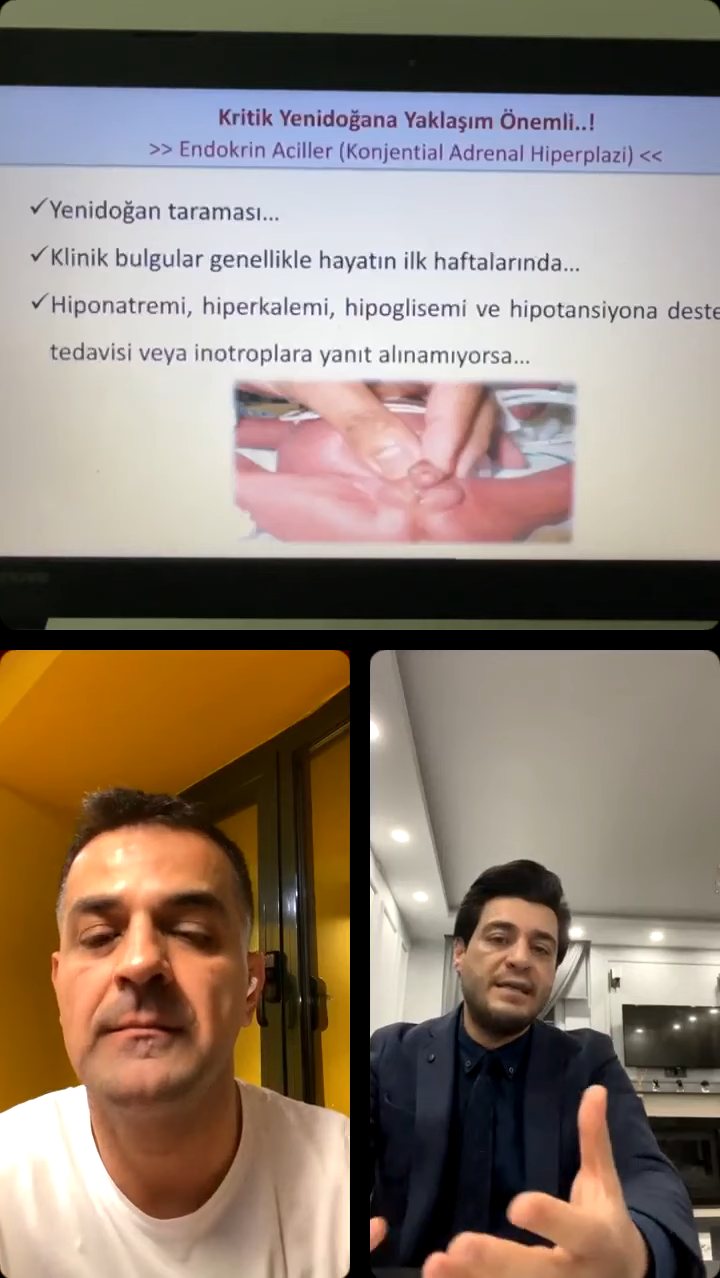 Kritik Yenidoğana Yaklaşım Önemli..!
>> Endokrin Aciller (Konjential Adrenal Hiperplazi) <<
✓Yenidoğan taraması...
✓Klinik bulgular genellikle hayatın ilk haftalarında...
✓Hiponatremi, hiperkalemi, hipoglisemi ve hipotansiyona deste
tedavisi veya inotroplara yanıt alınamıyorsa...